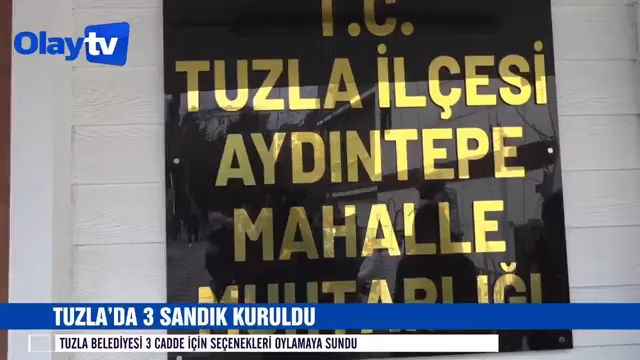 Olaytv
T.C.
TUZLA İLÇESİ
AYDINTEPE
MAHALLE
MUHTARLIĞI
TUZLA'DA 3 SANDIK KURULDU
TUZLA BELEDİYESİ 3 CADDE İÇİN SEÇENEKLERİ OYLAMAYA SUNDU